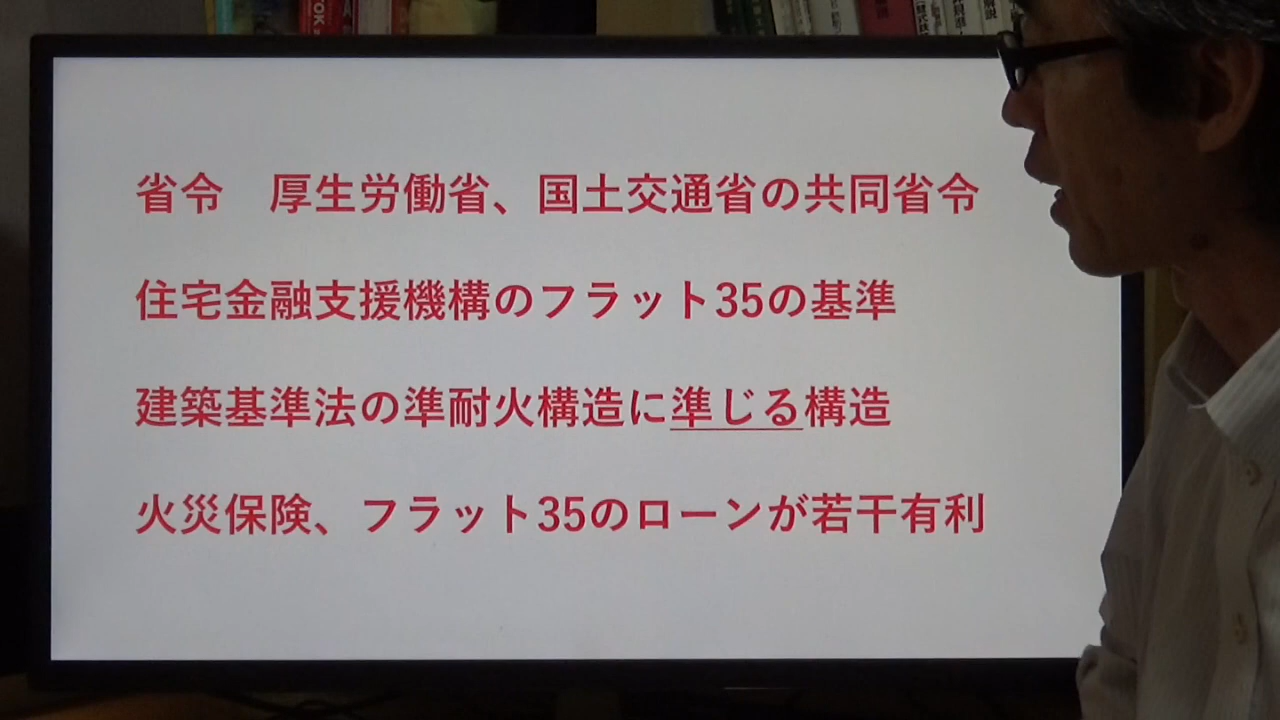 省令　厚生労働省、国土交通省の共同省令
住宅金融支援機構のフラット35の基準
建築基準法の準耐火構造に準じる構造
火災保険、フラット35のローンが若干有利